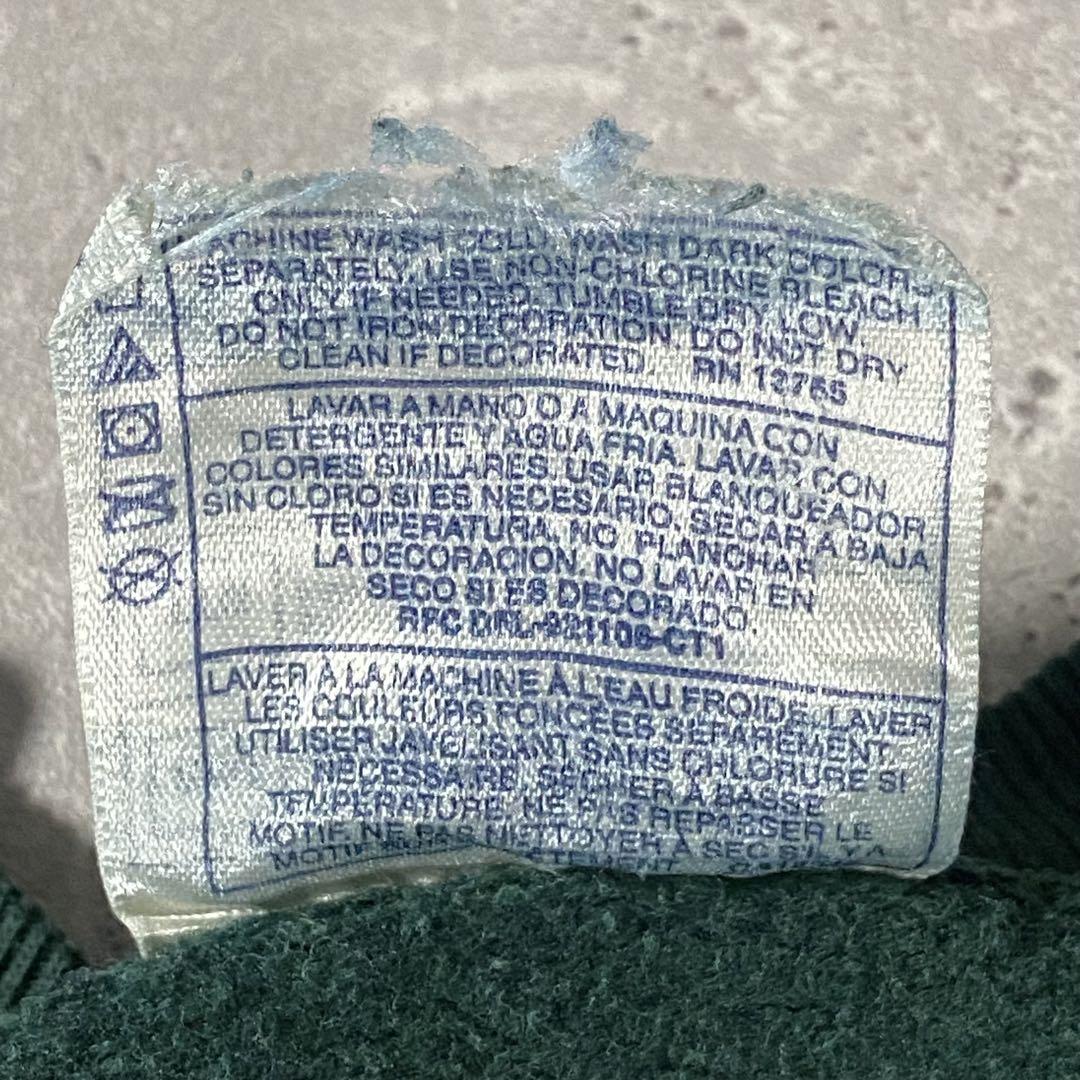 MACHINE WASH COLD, WASH DARK COLORS
SEPARATELY, USE NON-CHLORINE BLEACH
ONLY IF NEEDED. TUMBLE DRY LOW.
DO NOT IRON DECORATION. DO NOT DRY
CLEAN IF DECORATED. RN 13765
LAVAR A MANO O A MAQUINA CON
DETERGENTE Y AGUA FRIA. LAVAR CON
COLORES SIMILARES. USAR BLANQUEADOR
SIN CLORO SI ES NECESARIO. SECAR A BAJA
TEMPERATURA. NO PLANCHAR
LA DECORACION. NO LAVAR EN
SECO SI ES DECORADO.
RFC DFL-921106-CT1
LAVER À LA MACHINE À L'EAU FROIDE. LAVER
LES COULEURS FONCÉES SÉPARÉMENT.
UTILISER JAVELLISANT SANS CHLORURE SI
NÉCESSAIRE. SÉCHER À BASSE
TEMPÉRATURE. NE PAS REPASSER LE
MOTIF. NE PAS NETTOYER À SEC S'IL Y A
MOTIF